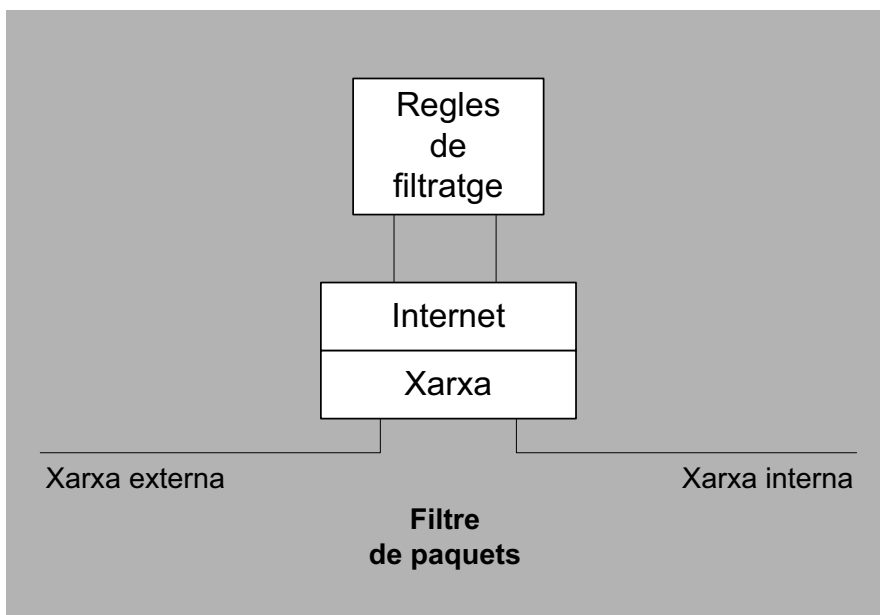 Regles
de
filtratge
Internet
Xarxa
Xarxa externa
Xarxa interna
Filtre
de paquets